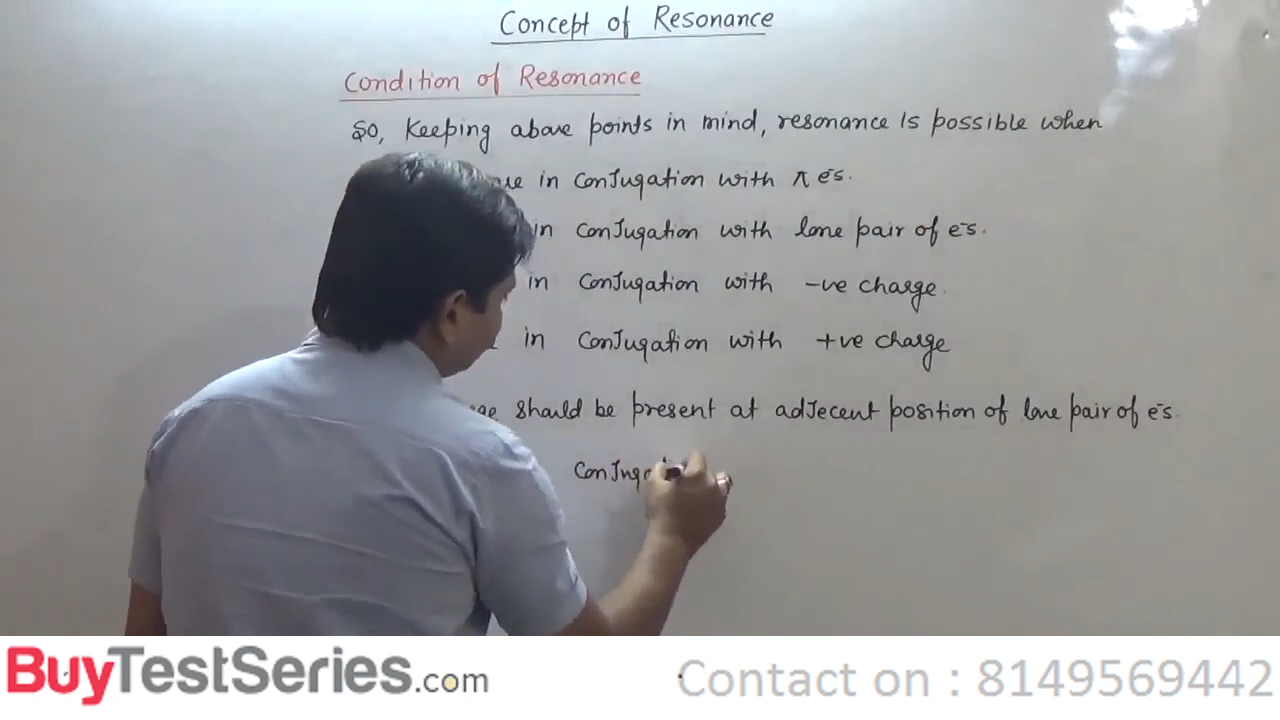 Concept of Resonance
Condition of Resonance
So, Keeping above points in mind, resonance is possible when
in conjugation with π e⁻s.
in conjugation with lone pair of e⁻s.
in conjugation with -ve charge.
in conjugation with +ve charge
should be present at adjecent position of lone pair of e⁻s.
BuyTestSeries.com
Contact on : 8149569442